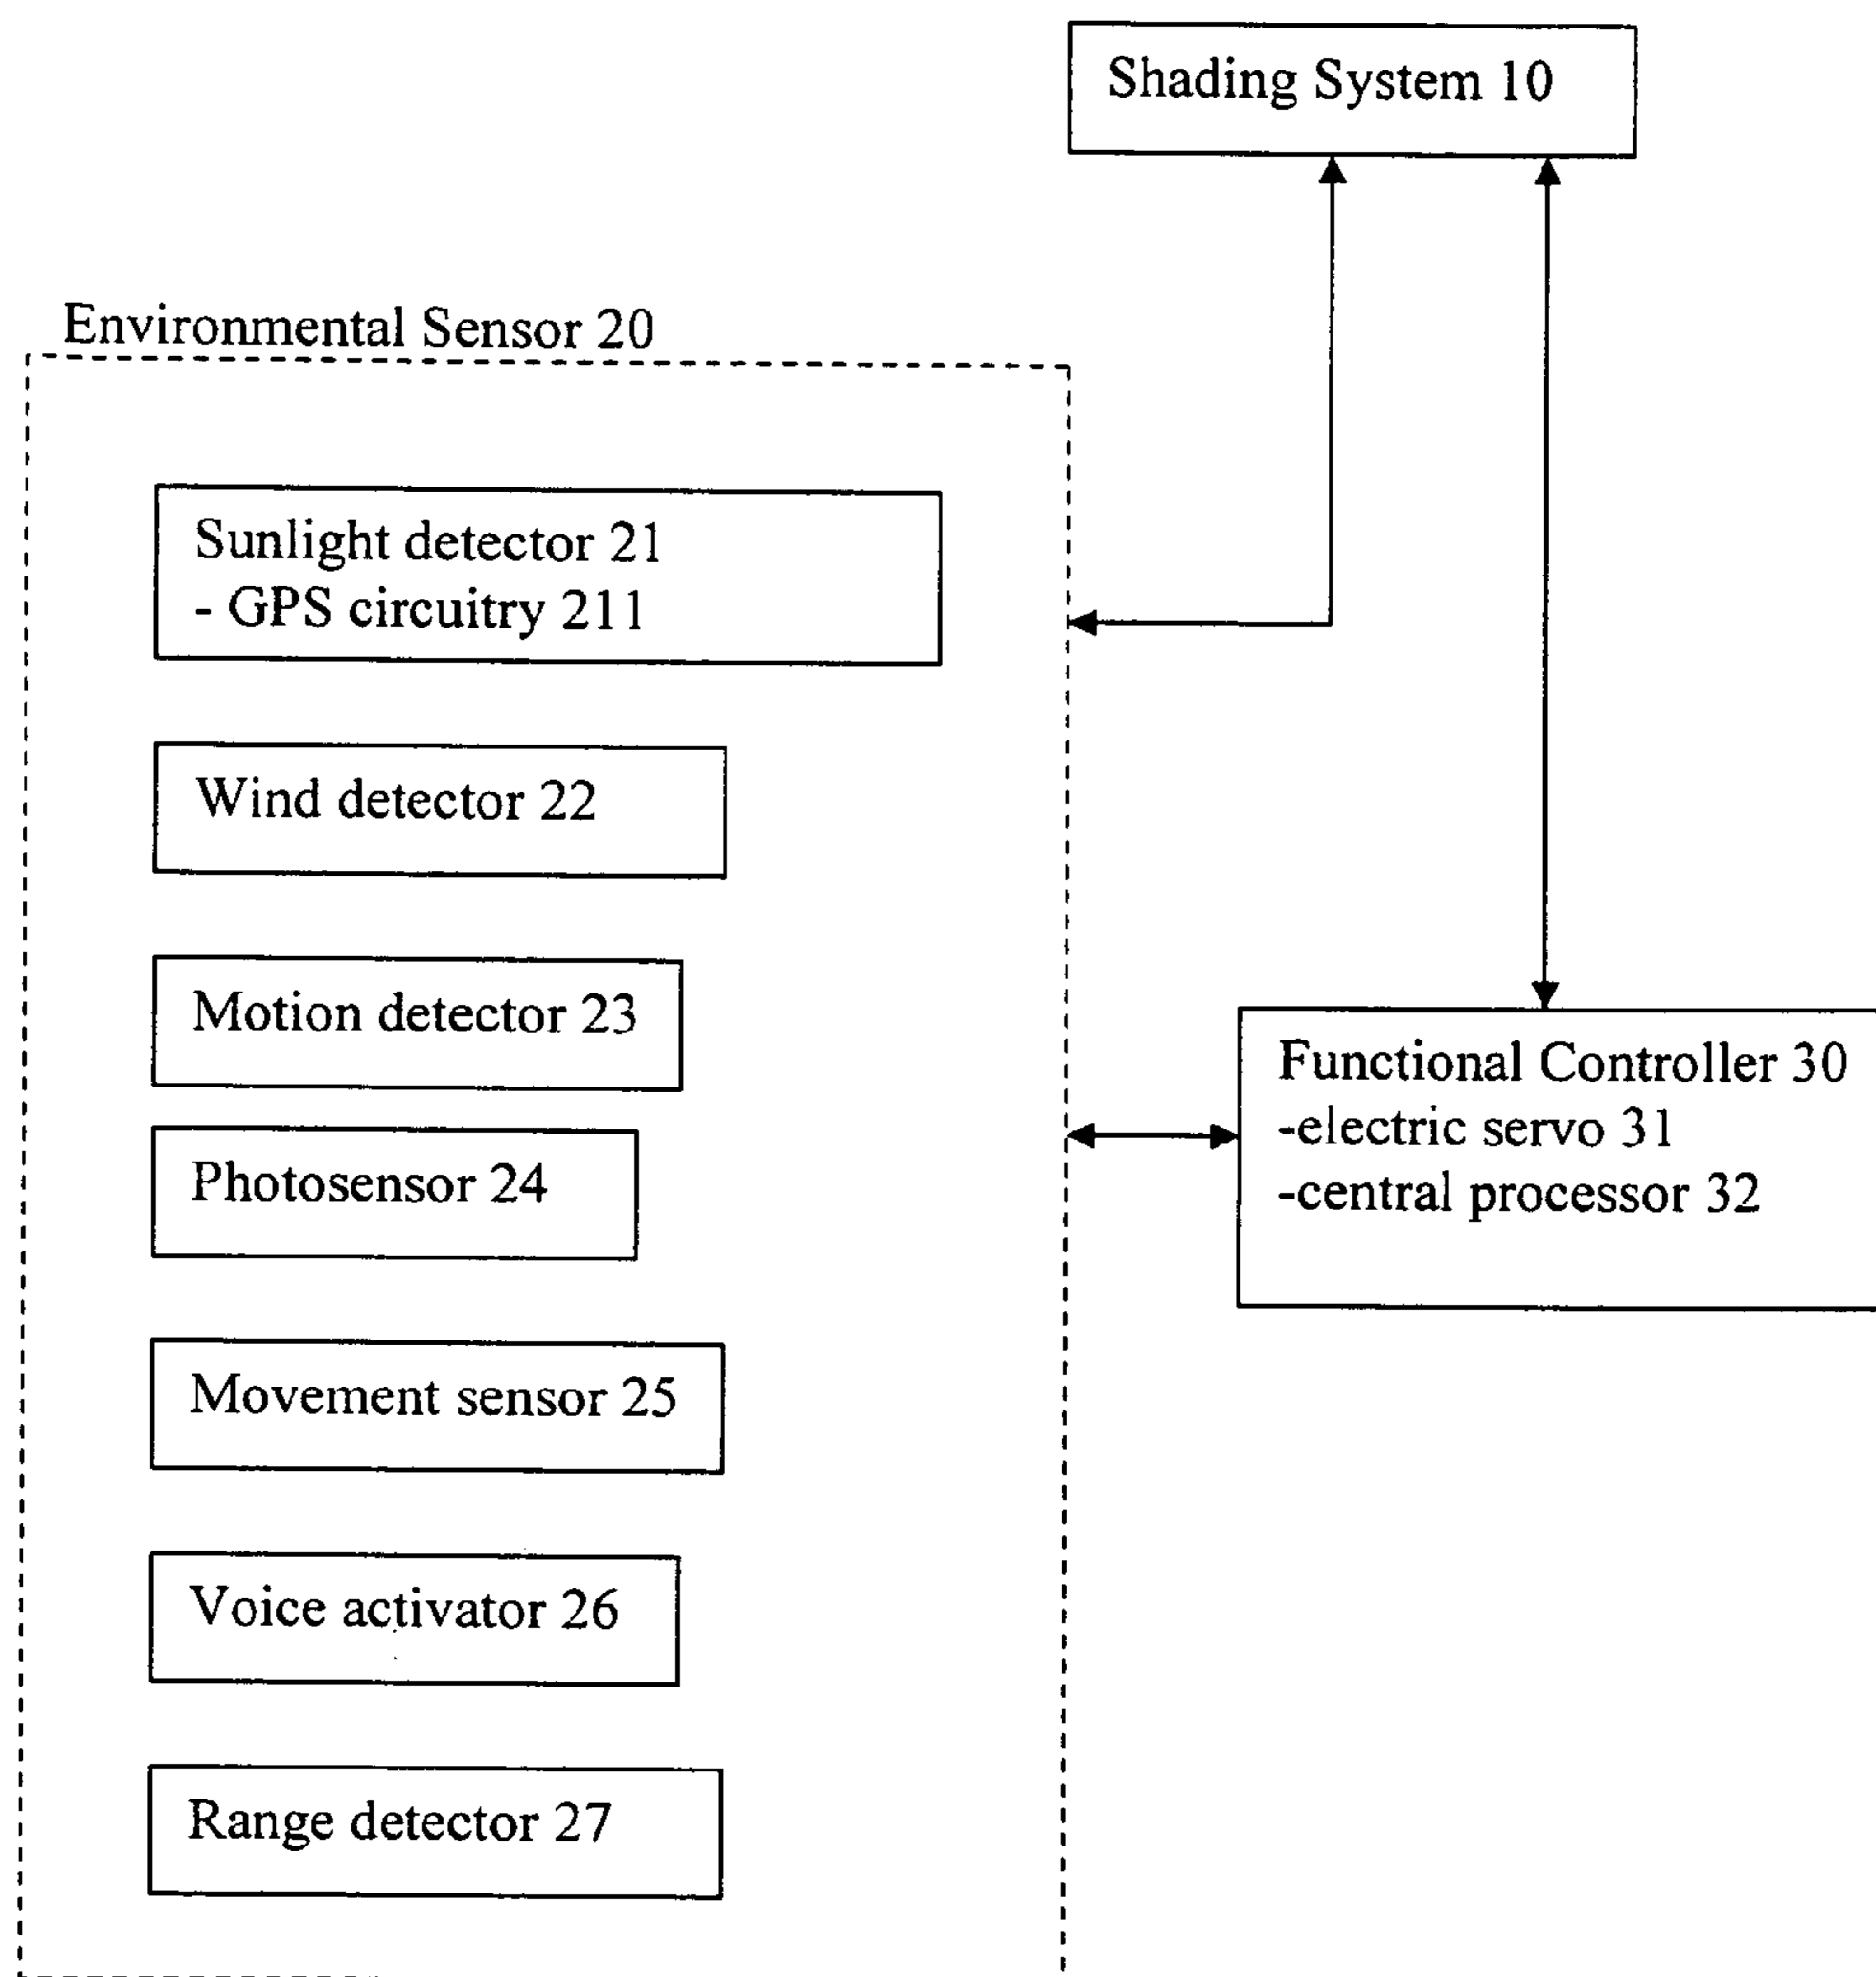 Shading System 10
Environmental Sensor 20
Sunlight detector 21
- GPS circuitry 211
Wind detector 22
Motion detector 23
Functional Controller 30
-electric servo 31
-central processor 32
Photosensor 24
Movement sensor 25
Voice activator 26
Range detector 27